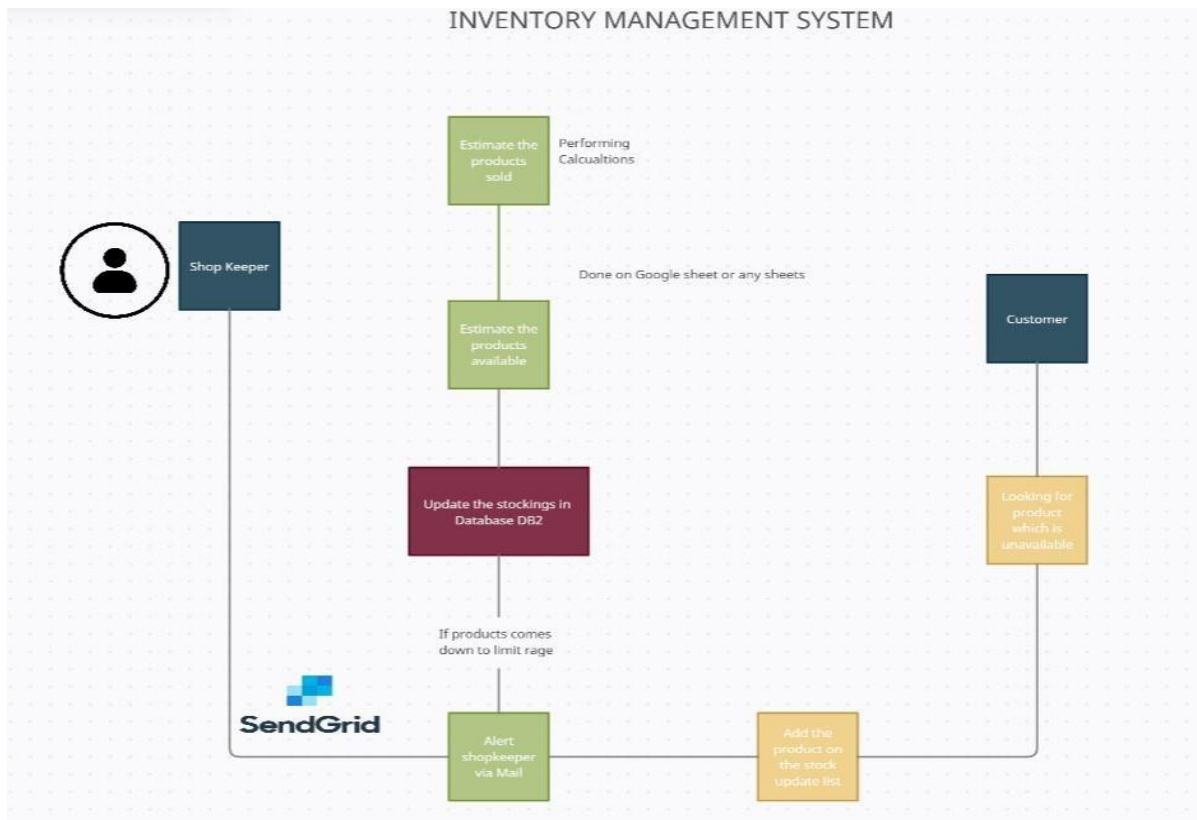 INVENTORY MANAGEMENT SYSTEM
Estimate the
products
sold
Performing
Calcualtions
Shop Keeper
Done on Google sheet or any sheets
Customer
Estimate the
products
available
Update the stockings in
Database DB2
Looking for
product
which is
unavailable
If products comes
down to limit rage
SendGrid
Alert
shopkeeper
via Mail
Add the
product on
the stock
update list